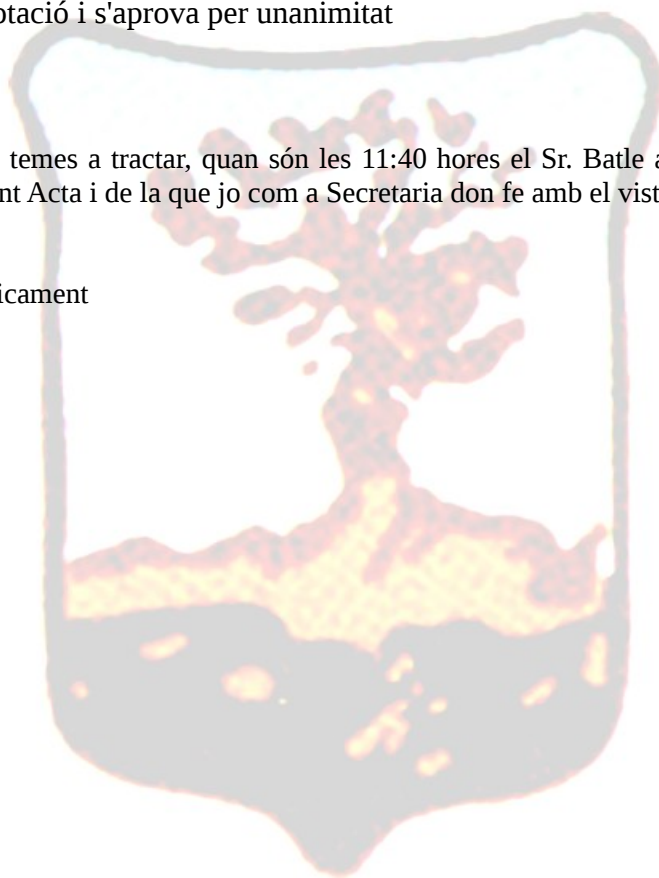 otació i s'aprova per unanimitat
temes a tractar, quan són les 11:40 hores el Sr. Batle a
nt Acta i de la que jo com a Secretaria don fe amb el vist
icament